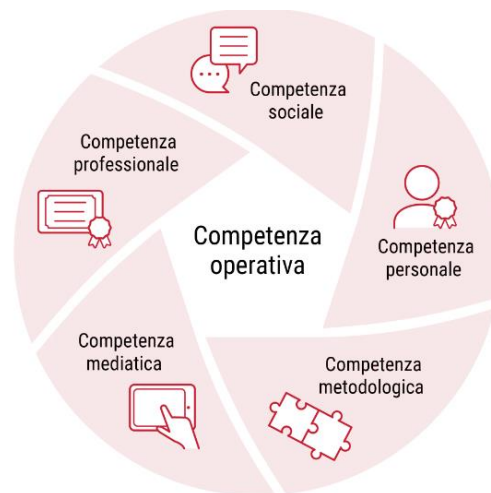 Competenza
sociale
Competenza
professionale
Competenza
operativa
Competenza
personale
Competenza
mediatica
Competenza
metodologica